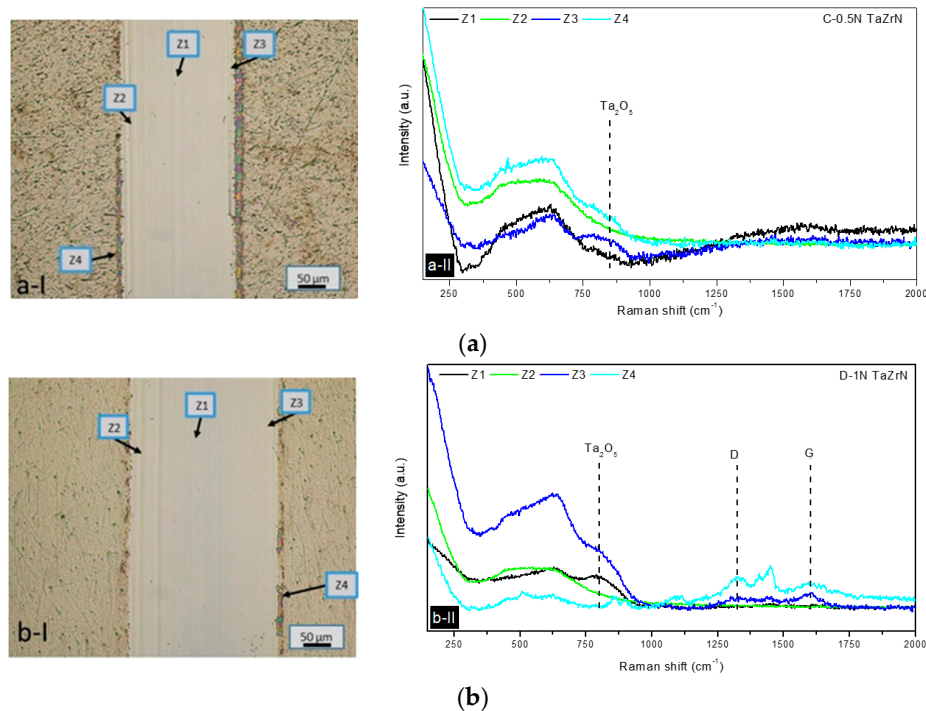 Z1
Z3
Z2
Z4
a-I
50 µm
Z1 Z2 Z3 Z4
C-0.5N TaZrN
Ta₂O₅
Intensity (a.u.)
a-II
250 500 750 1000 1250 1500 1750 2000
Raman shift (cm⁻¹)
(a)
Z1
Z3
Z2
Z4
b-I
50 µm
Z1 Z2 Z3 Z4
D-1N TaZrN
Ta₂O₅
D
G
Intensity (a.u.)
b-II
250 500 750 1000 1250 1500 1750 2000
Raman shift (cm⁻¹)
(b)